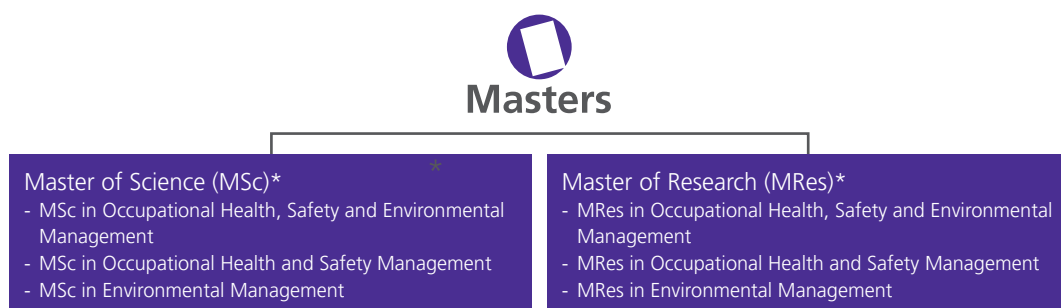 Masters
*
Master of Science (MSc)*
- MSc in Occupational Health, Safety and Environmental
Management
- MSc in Occupational Health and Safety Management
- MSc in Environmental Management
Master of Research (MRes)*
- MRes in Occupational Health, Safety and Environmental
Management
- MRes in Occupational Health and Safety Management
- MRes in Environmental Management